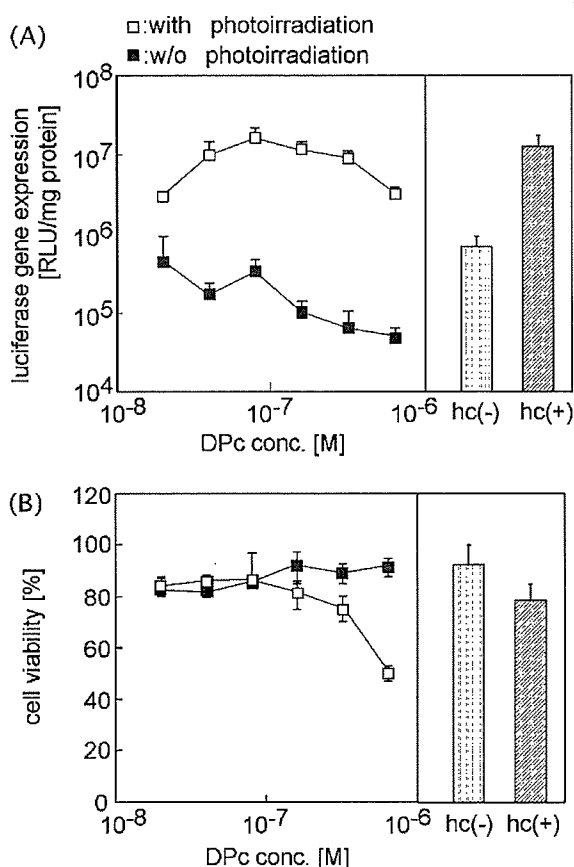 (A)
□:with photoirradiation
■:w/o photoirradiation
luciferase gene expression
[RLU/mg protein]
10^8
10^7
10^6
10^5
10^4
10^-8
10^-7
10^-6
hc(-)
hc(+)
DPc conc. [M]
(B)
cell viability [%]
120
100
80
60
40
20
0
10^-8
10^-7
10^-6
hc(-)
hc(+)
DPc conc. [M]